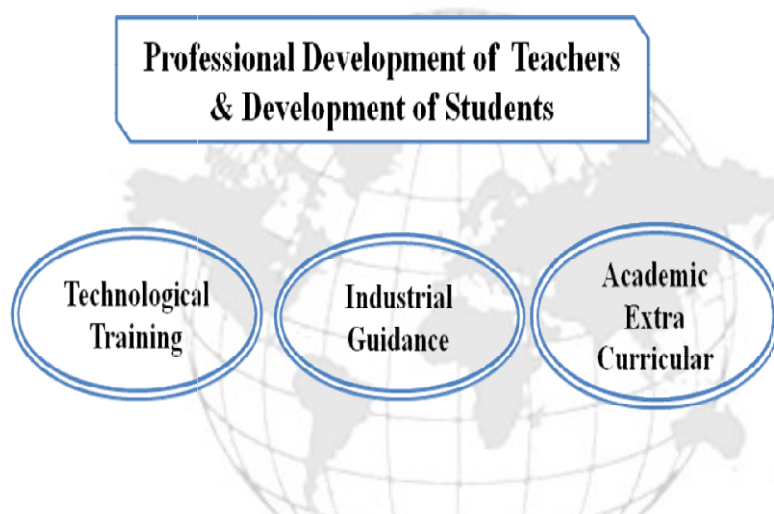 Professional Development of Teachers
& Development of Students
Technological
Training
Industrial
Guidance
Academic
Extra
Curricular